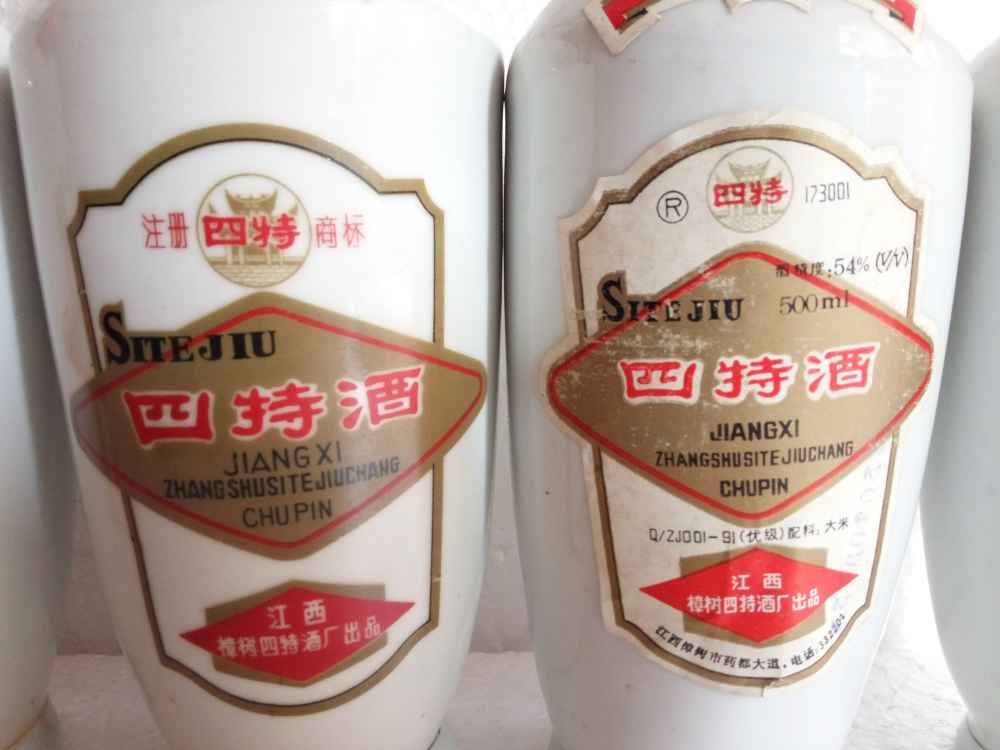 注册 四特 商标
SITEJIU
四特酒
JIANGXI
ZHANGSHUSITEJIUCHANG
CHUPIN
江西
樟树四特酒厂出品
® 四特 173001
酒精度:54% (V/V)
SITEJIU 500ml
四特酒
JIANGXI
ZHANGSHUSITEJIUCHANG
CHUPIN
Q/ZJ001-91(优级)配料:大米
江西
樟树四特酒厂出品
江西樟树市药都大道,电话:332504